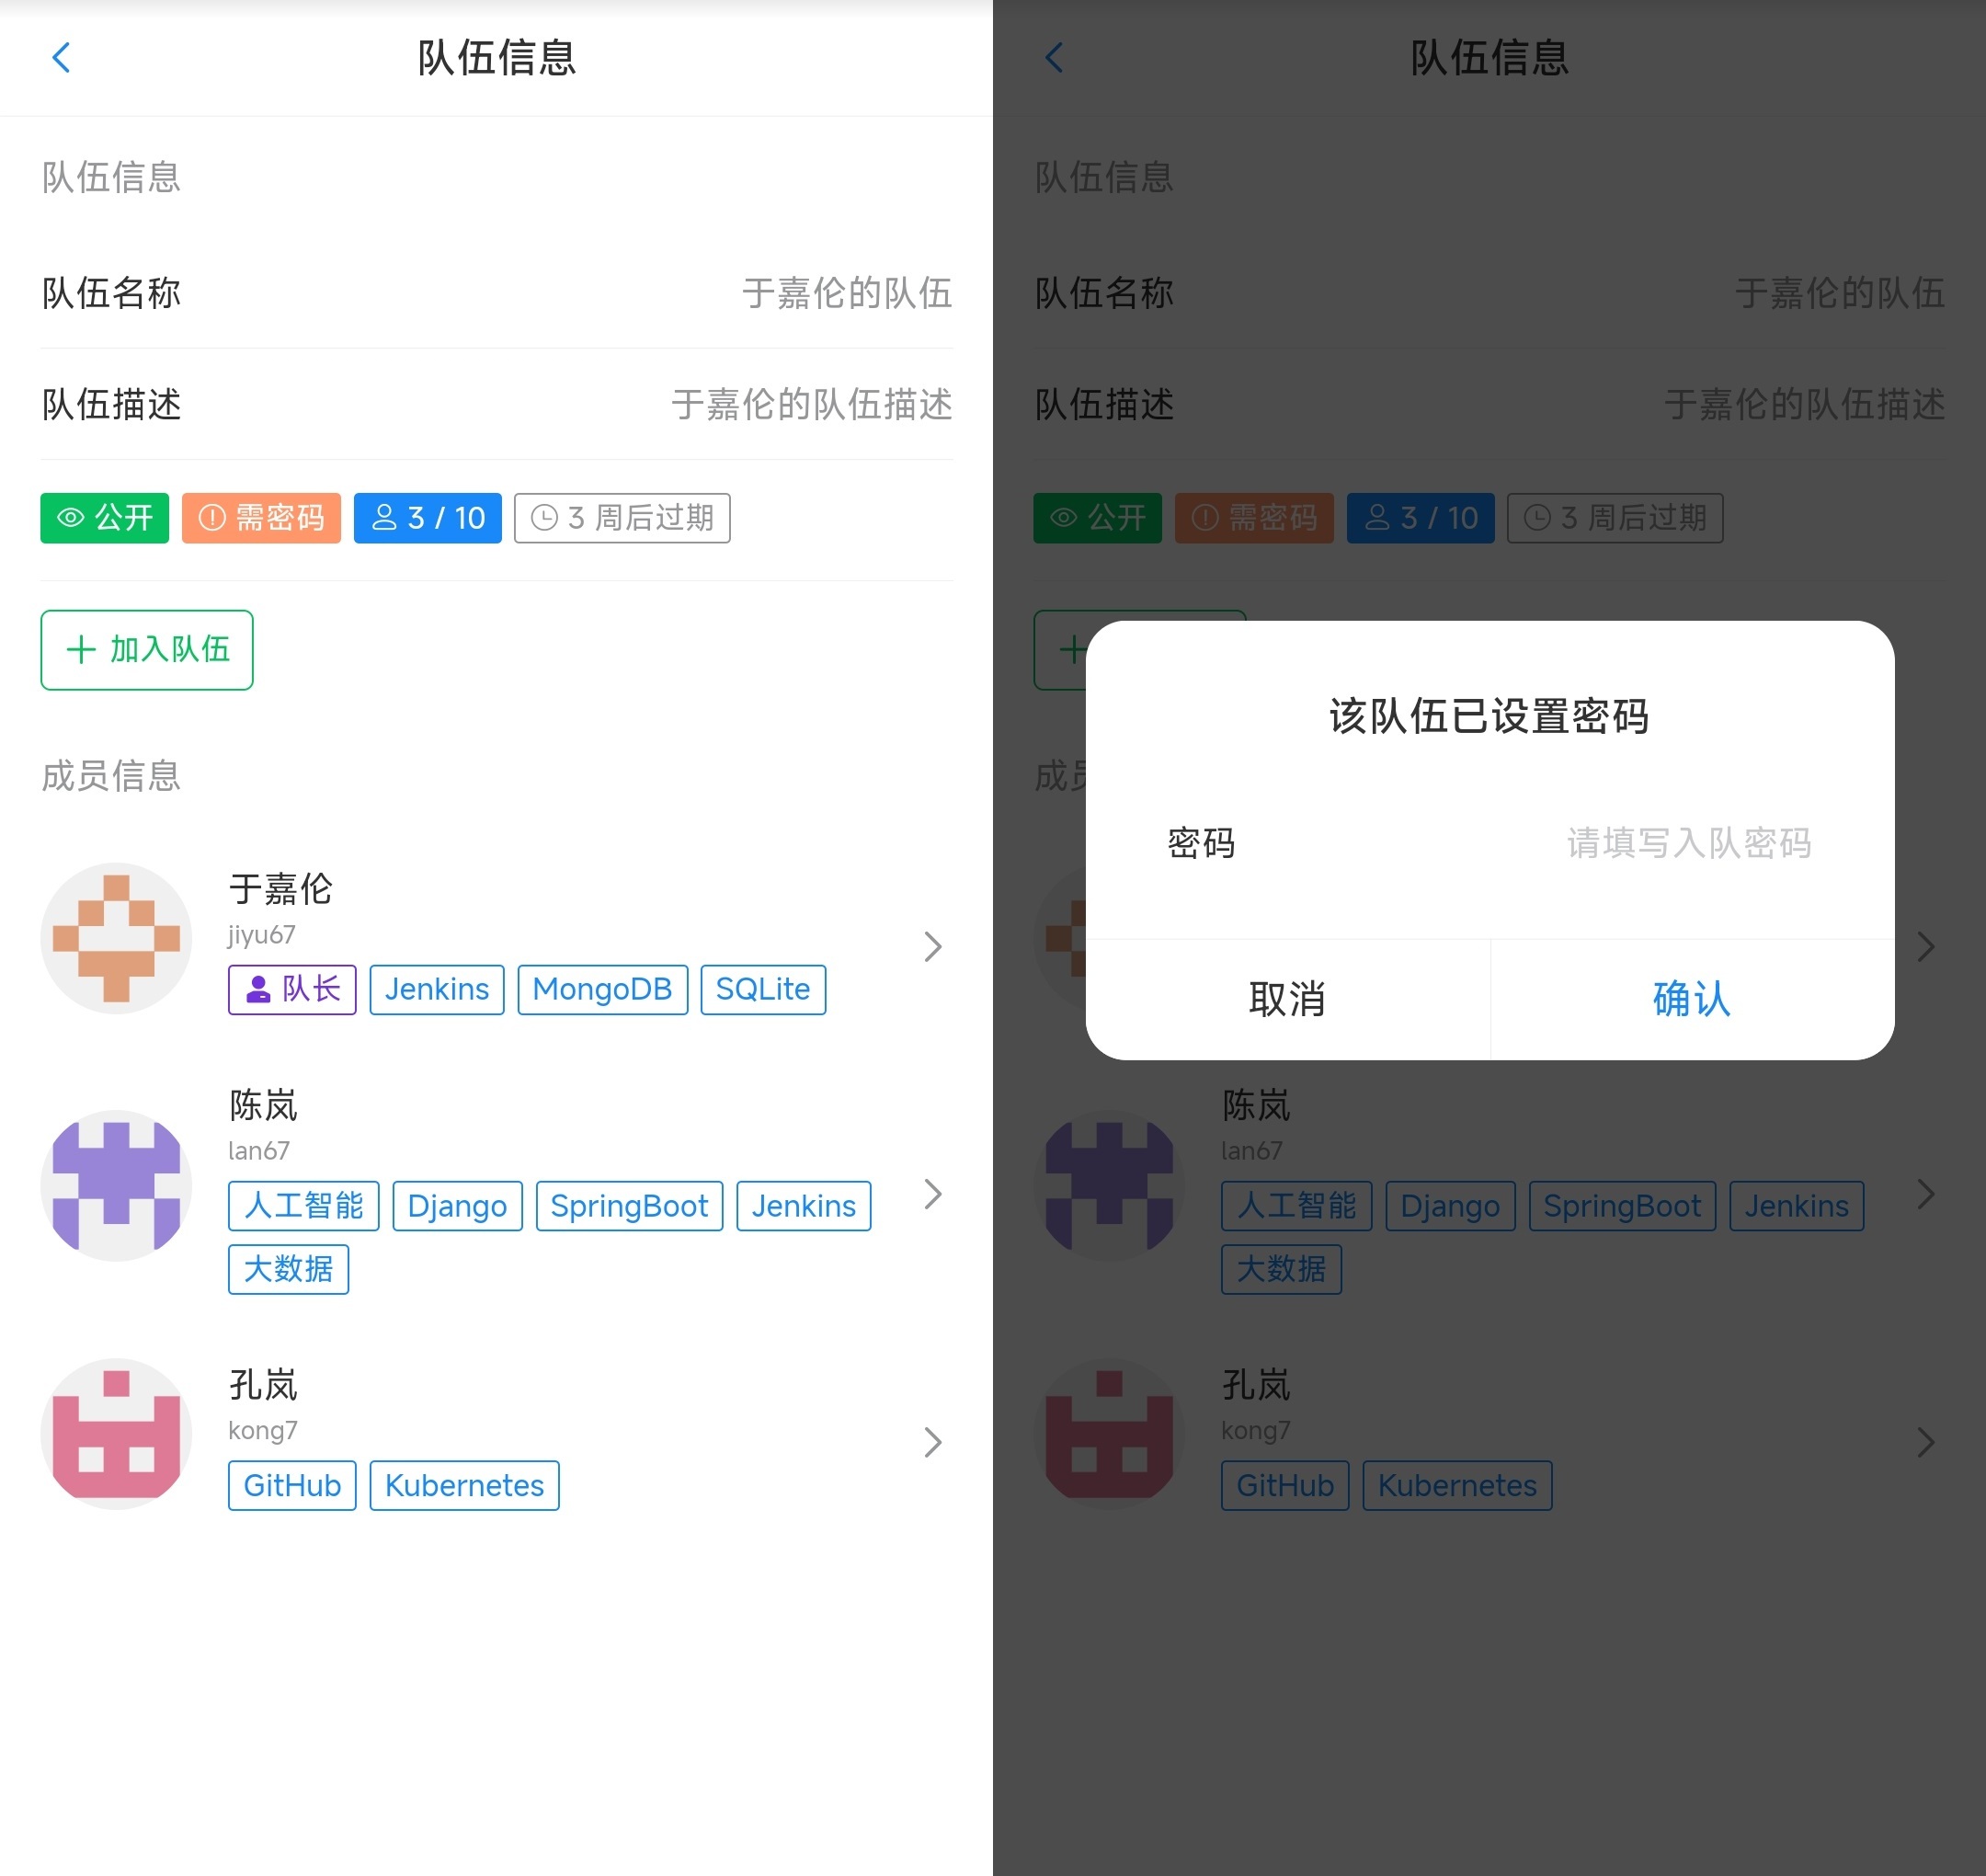 队伍信息
队伍信息
队伍名称 于嘉伦的队伍
队伍描述 于嘉伦的队伍描述
公开 需密码 3 / 10 3 周后过期
加入队伍
成员信息
于嘉伦
jiyu67
队长 Jenkins MongoDB SQLite
陈岚
lan67
人工智能 Django SpringBoot Jenkins
大数据
孔岚
kong7
GitHub Kubernetes
队伍信息
队伍信息
队伍名称 于嘉伦的队伍
队伍描述 于嘉伦的队伍描述
公开 需密码 3 / 10 3 周后过期
该队伍已设置密码
成员
密码 请填写入队密码
取消 确认
陈岚
lan67
人工智能 Django SpringBoot Jenkins
大数据
孔岚
kong7
GitHub Kubernetes